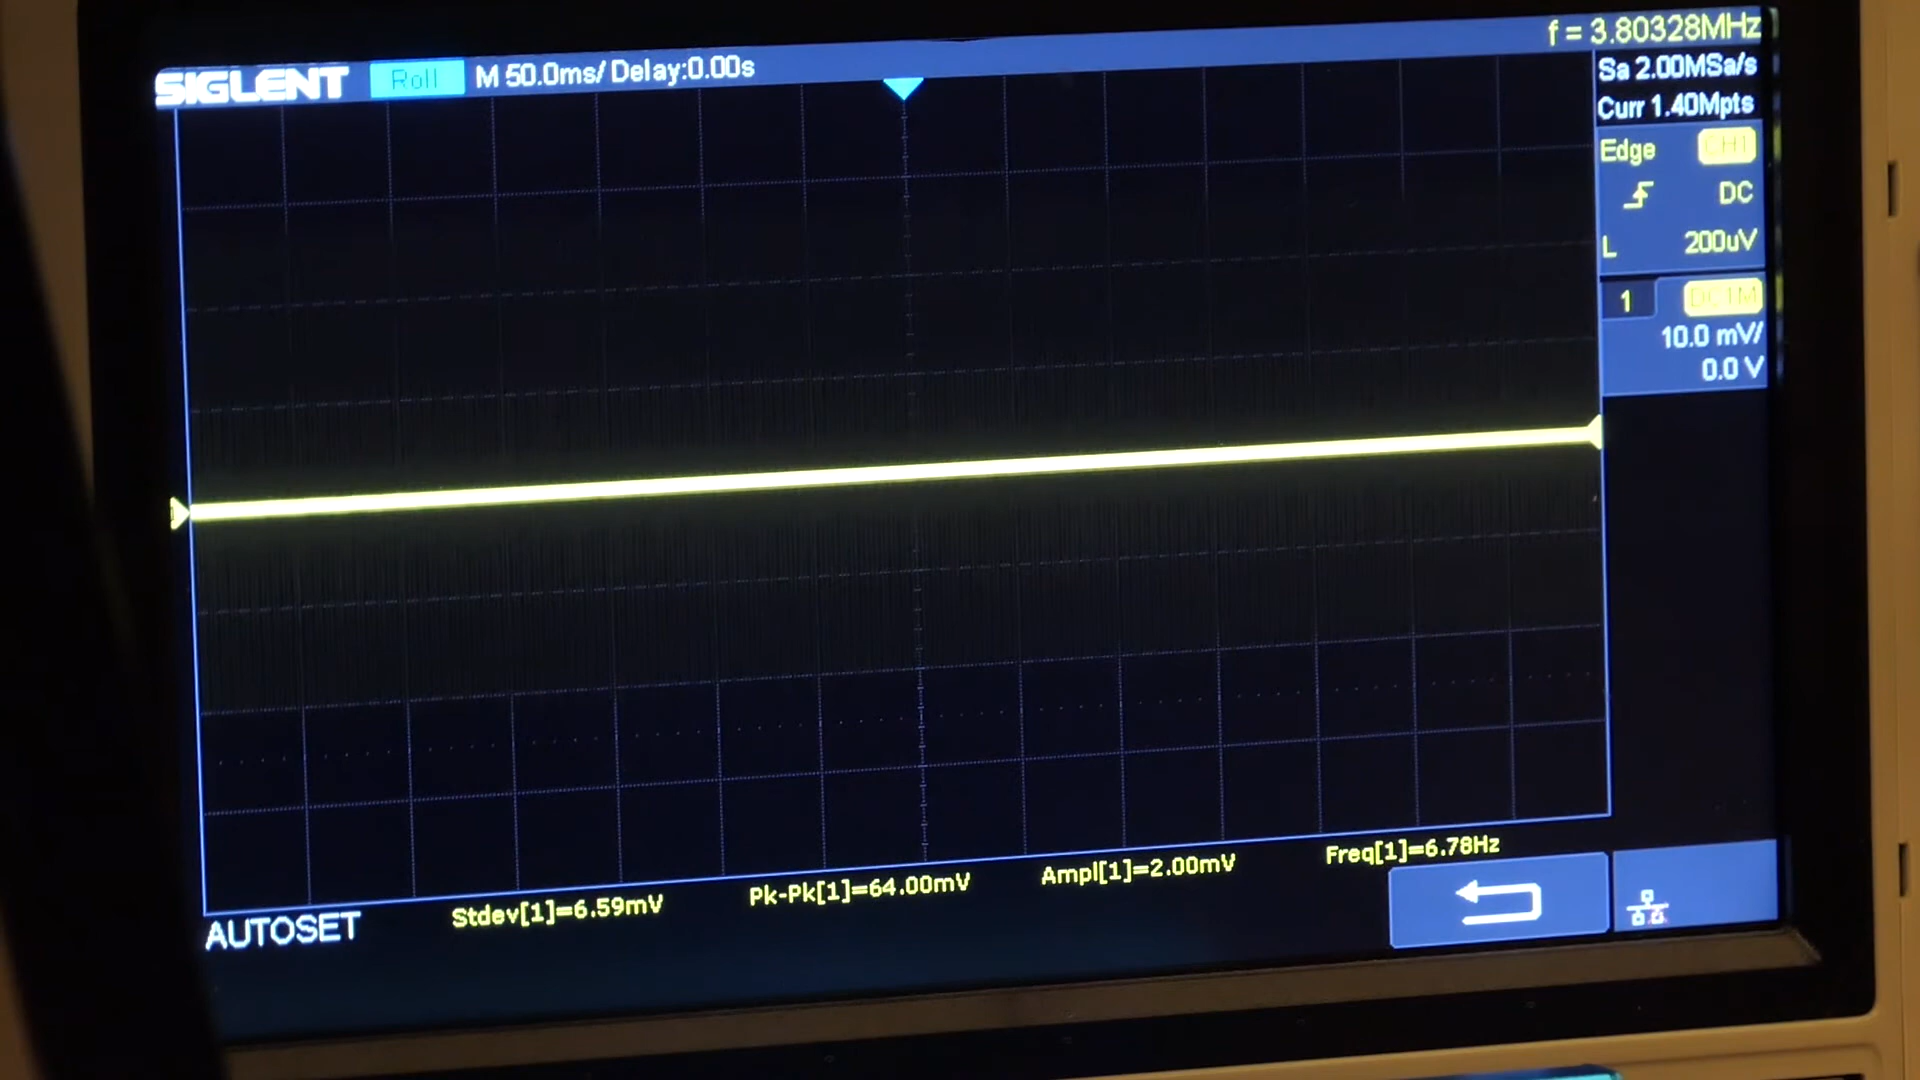 f = 3.80328MHz
SIGLENT Roll M 50.0ms/ Delay:0.00s
Sa 2.00MSa/s
Curr 1.40Mpts
Edge CH1
DC
L 200uV
1 DC1M
10.0 mV/
0.0 V
Stdev[1]=6.59mV Pk-Pk[1]=64.00mV Ampl[1]=2.00mV Freq[1]=6.78Hz
AUTOSET